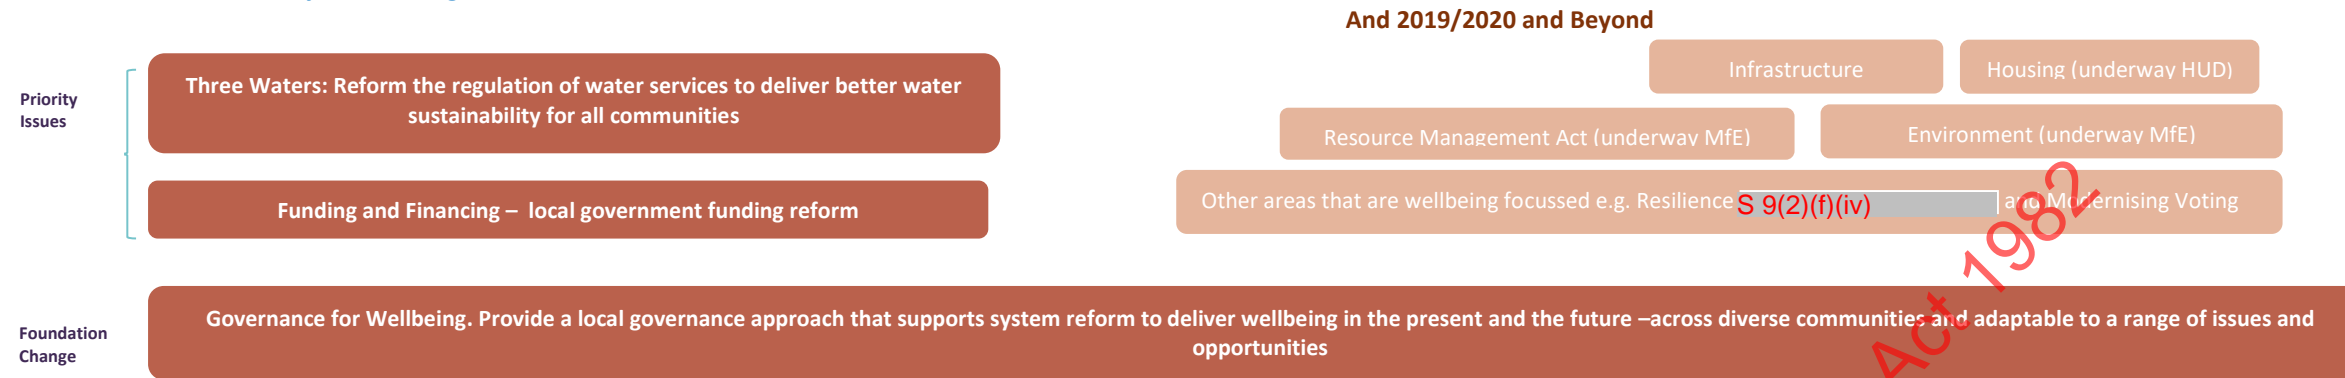 And 2019/2020 and Beyond
Priority
Issues
Three Waters: Reform the regulation of water services to deliver better water
sustainability for all communities
Infrastructure
Housing (underway HUD)
Resource Management Act (underway MfE)
Environment (underway MfE)
Funding and Financing – local government funding reform
Other areas that are wellbeing focussed e.g. Resilience S 9(2)(f)(iv) and Modernising Voting
Foundation
Change
Governance for Wellbeing. Provide a local governance approach that supports system reform to deliver wellbeing in the present and the future –across diverse communities and adaptable to a range of issues and
opportunities
Act 1982